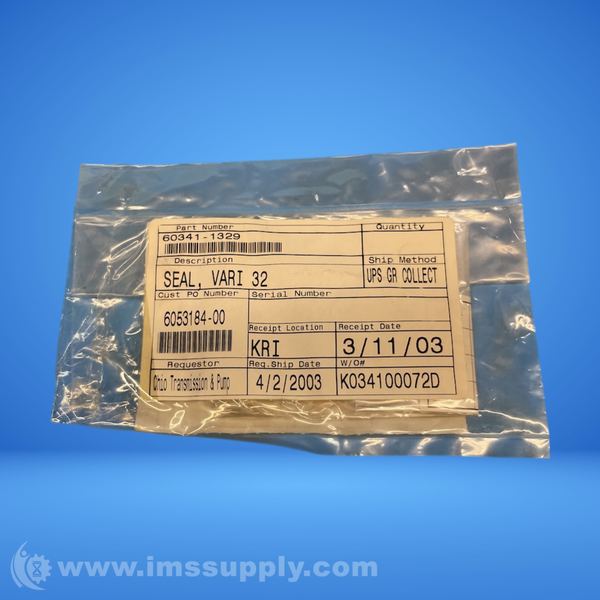 Part Number
60341-1329
Quantity
Description
SEAL, VARI 32
Ship Method
UPS GR COLLECT
Cust PO Number
6053184-00
Serial Number
Receipt Location
KRI
Receipt Date
3/11/03
Requestor
Ohio Transmission & Pump
Req.Ship Date
4/2/2003
W/O#
K034100072D
www.imssupply.com